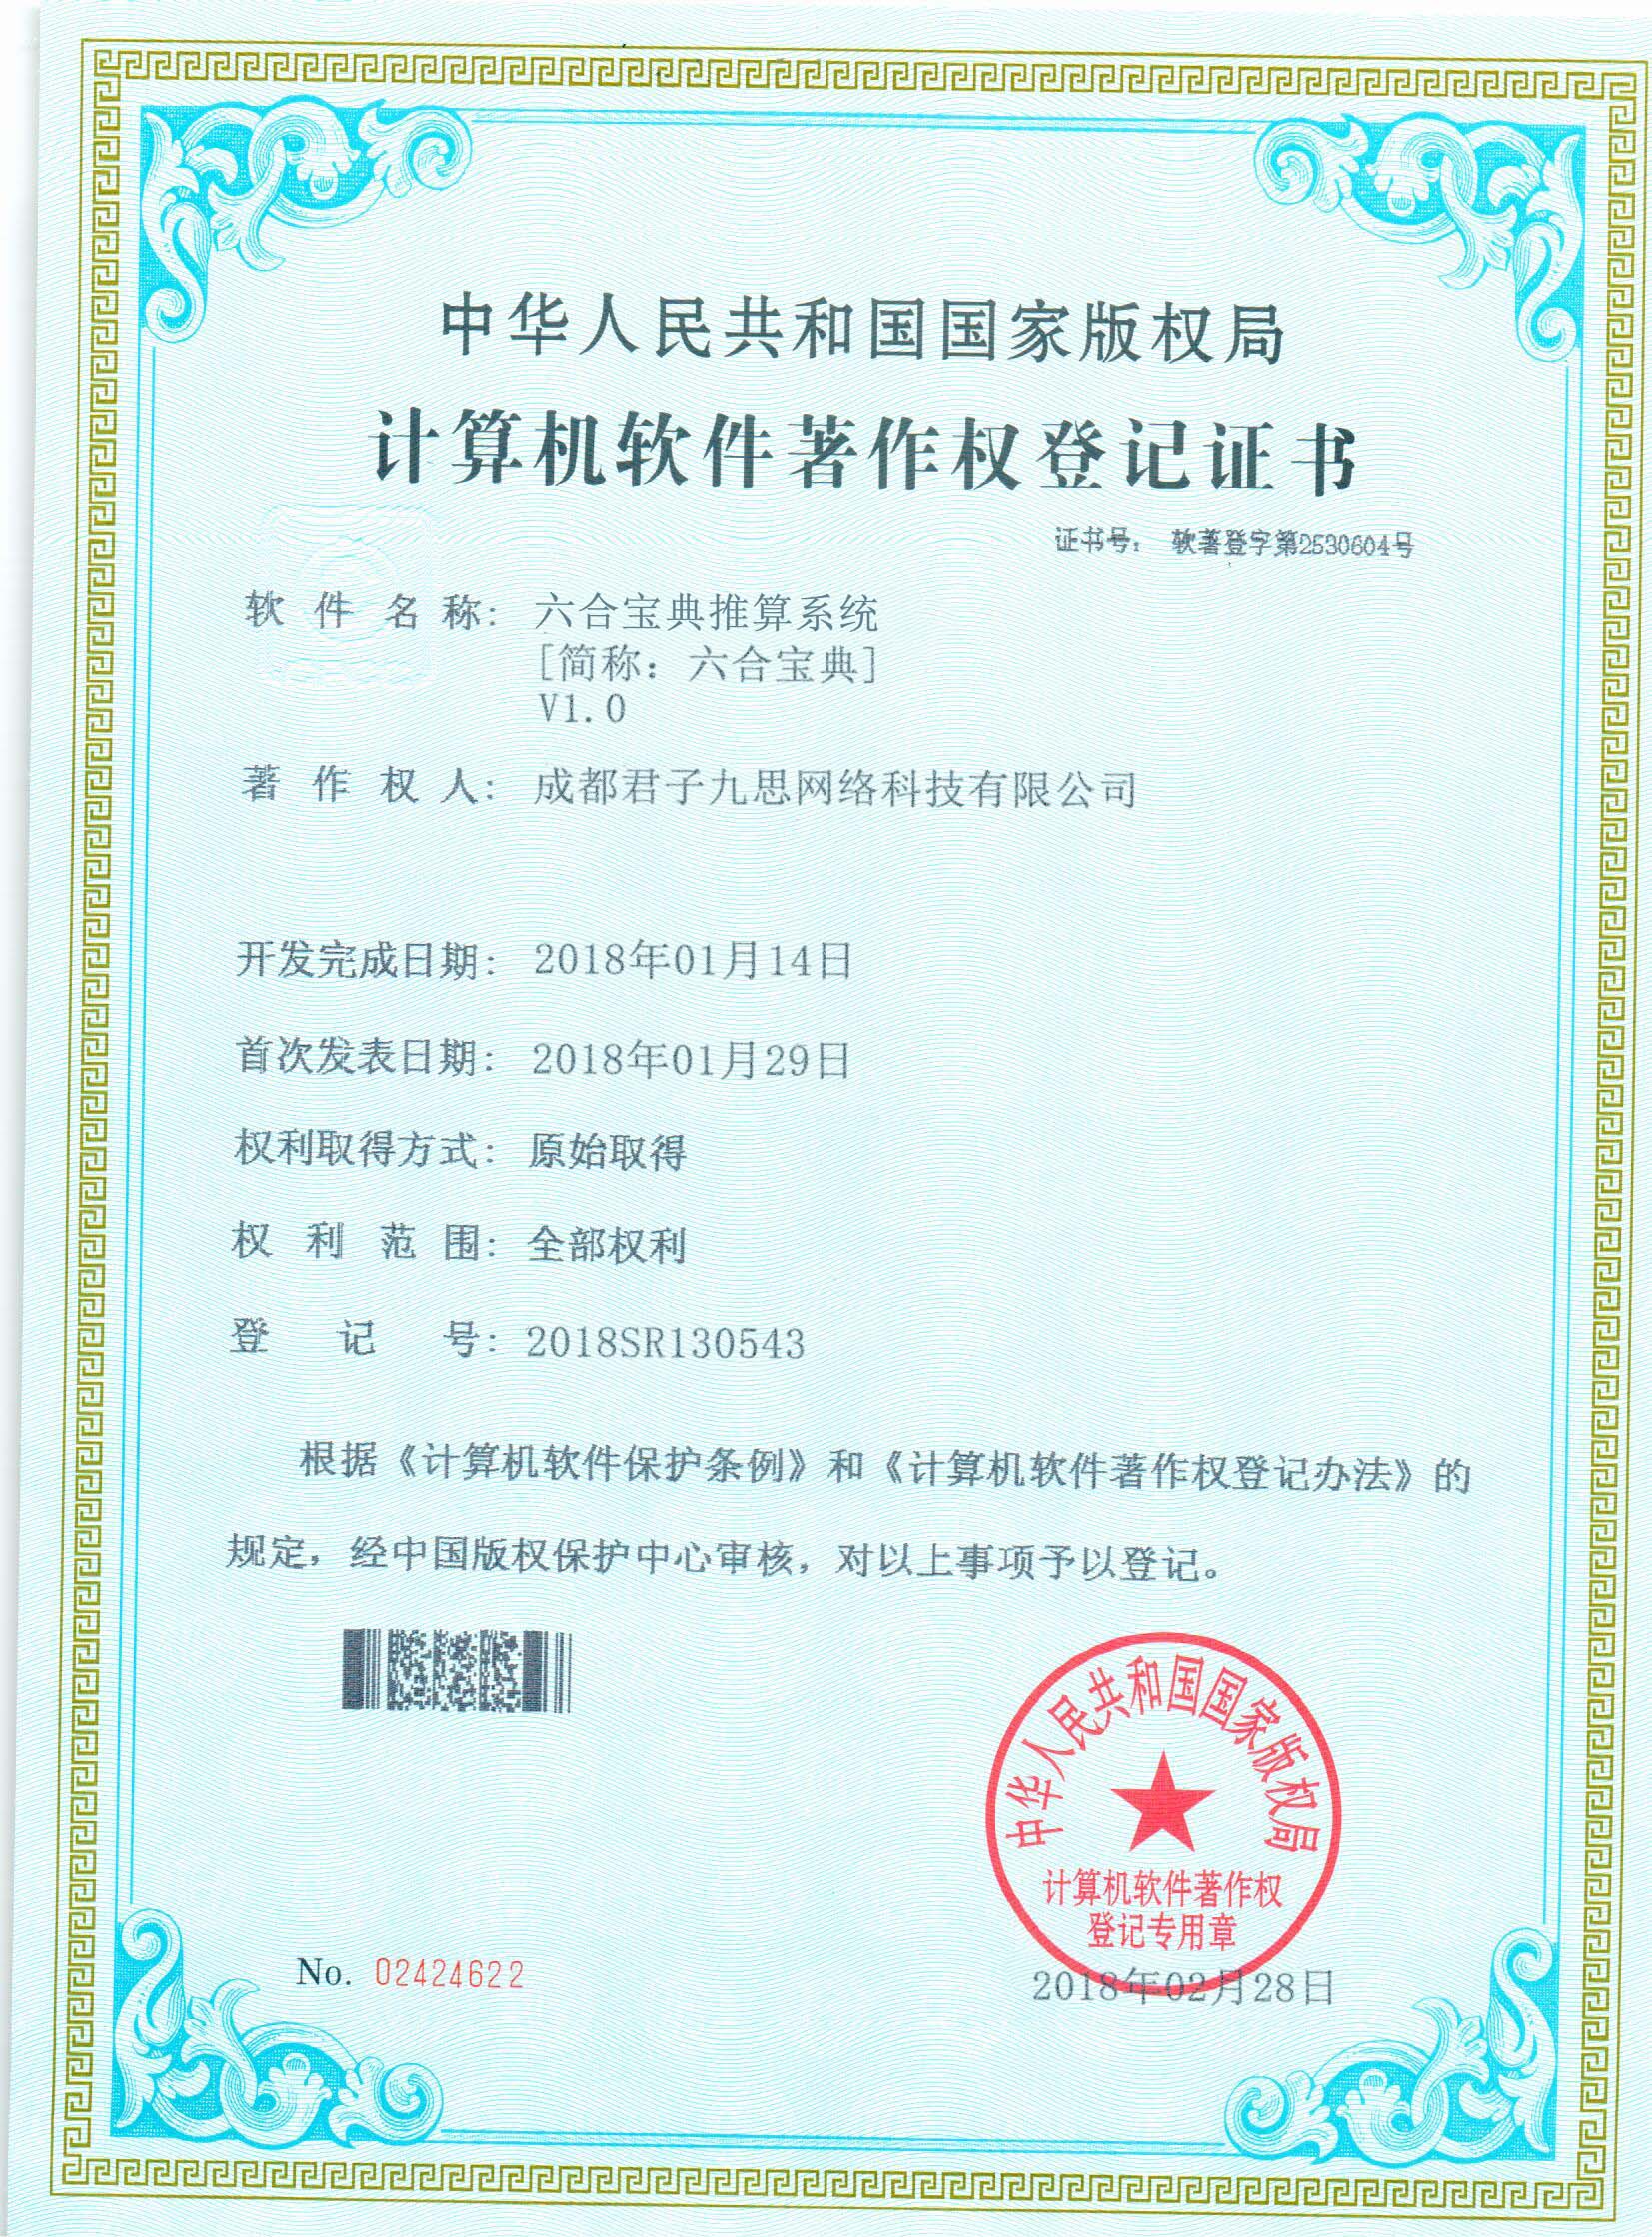 中华人民共和国国家版权局
计算机软件著作权登记证书
证书号： 软著登字第2530604号
软件名称： 六合宝典推算系统
[简称：六合宝典]
V1.0
著作权人： 成都君子九思网络科技有限公司
开发完成日期： 2018年01月14日
首次发表日期： 2018年01月29日
权利取得方式： 原始取得
权利范围： 全部权利
登记号： 2018SR130543
根据《计算机软件保护条例》和《计算机软件著作权登记办法》的
规定，经中国版权保护中心审核，对以上事项予以登记。
中华人民共和国国家版权局
计算机软件著作权
登记专用章
No. 02424622
2018年02月28日